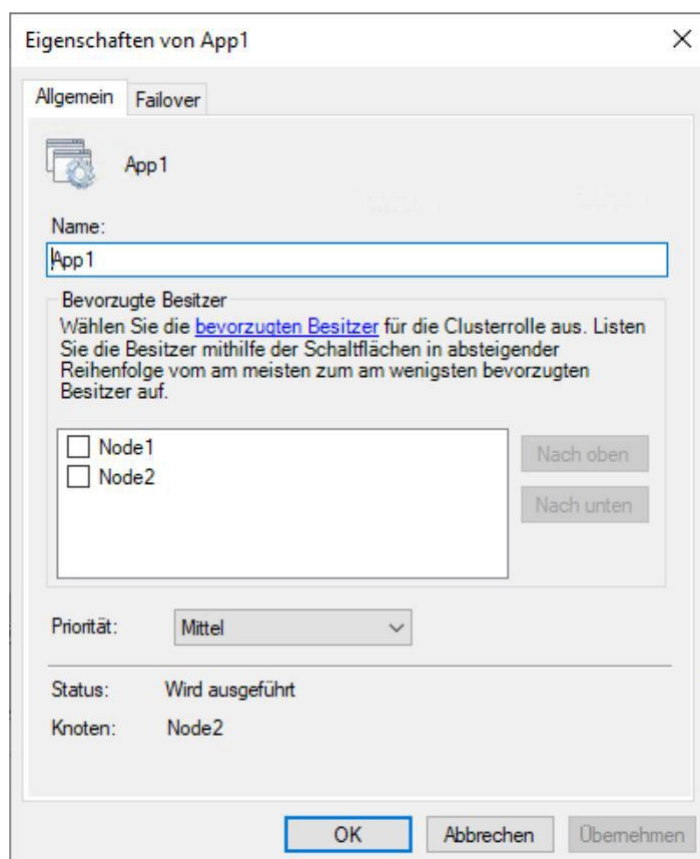 Eigenschaften von App1
Allgemein
Failover
App1
Name:
App1
Bevorzugte Besitzer
Wählen Sie die bevorzugten Besitzer für die Clusterrolle aus. Listen
Sie die Besitzer mithilfe der Schaltflächen in absteigender
Reihenfolge vom am meisten zum am wenigsten bevorzugten
Besitzer auf.
Node1
Node2
Nach oben
Nach unten
Priorität: Mittel
Status: Wird ausgeführt
Knoten: Node2
OK
Abbrechen
Übernehmen